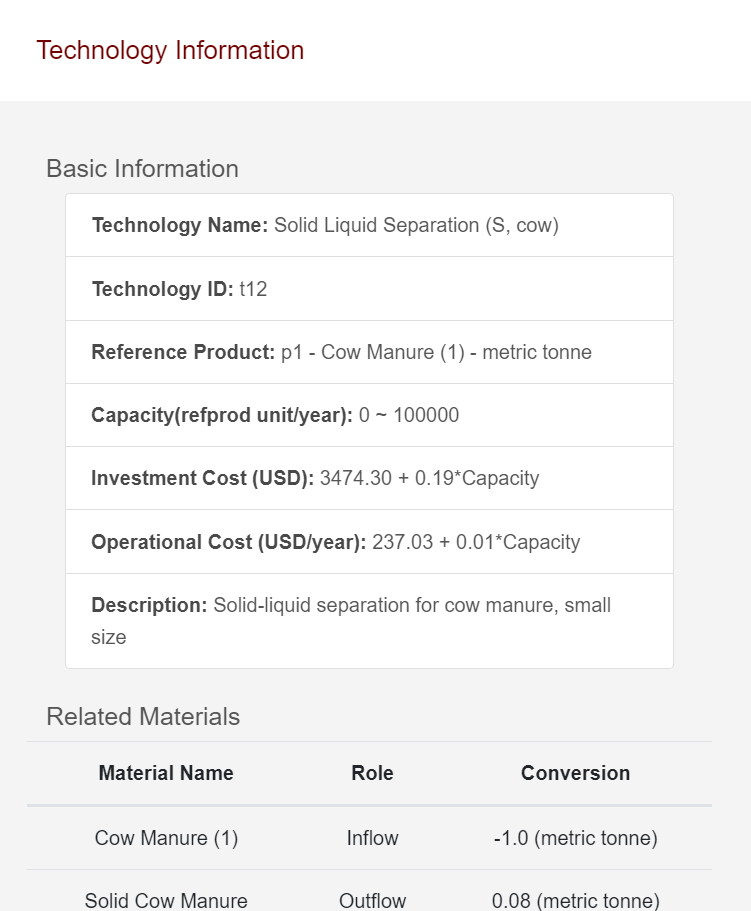 Technology Information
Basic Information
Technology Name: Solid Liquid Separation (S, cow)
Technology ID: t12
Reference Product: p1 - Cow Manure (1) - metric tonne
Capacity(refprod unit/year): 0 ~ 100000
Investment Cost (USD): 3474.30 + 0.19*Capacity
Operational Cost (USD/year): 237.03 + 0.01*Capacity
Description: Solid-liquid separation for cow manure, small
size
Related Materials
Material Name Role Conversion
Cow Manure (1) Inflow -1.0 (metric tonne)
Solid Cow Manure Outflow 0.08 (metric tonne)